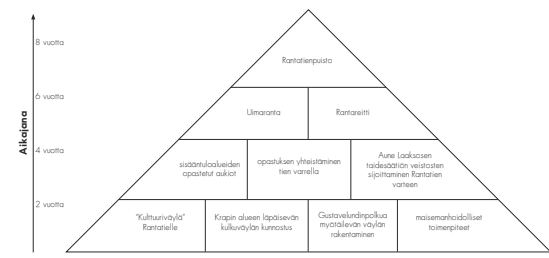 Aikajana
8 vuotta
6 vuotta
4 vuotta
2 vuotta
Rantatienpuisto
Uimaranta
Rantareitti
sisääntuloalueiden
opastetut aukiot
opastuksen yhteistäminen
tien varrella
Aune Laaksosen
taidesäätiön veistosten
sijoittaminen Rantatien
varteen
"Kulttuuriväylä"
Rantatielle
Krapin alueen läpäisevän
kulkuväylän kunnostus
Gustavelundinpolkua
myötäilevän väylän
rakentaminen
maisemanhoidolliset
toimenpiteet